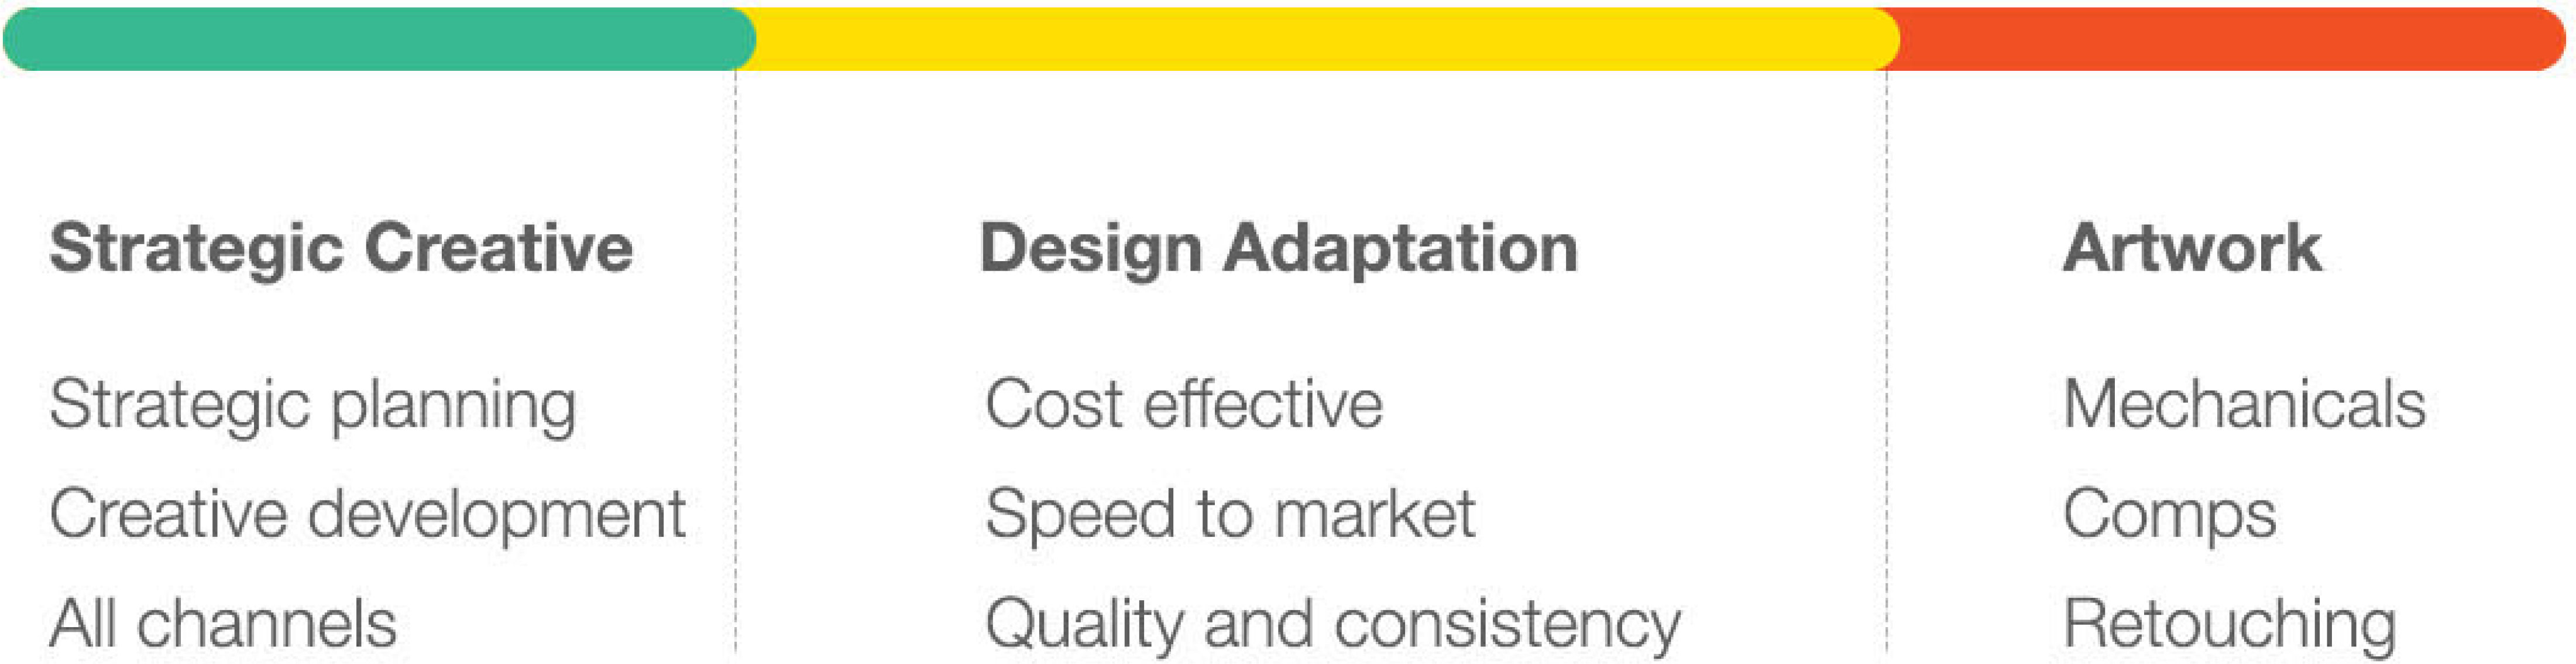 Strategic Creative
Strategic planning
Creative development
All channels
Design Adaptation
Cost effective
Speed to market
Quality and consistency
Artwork
Mechanicals
Comps
Retouching